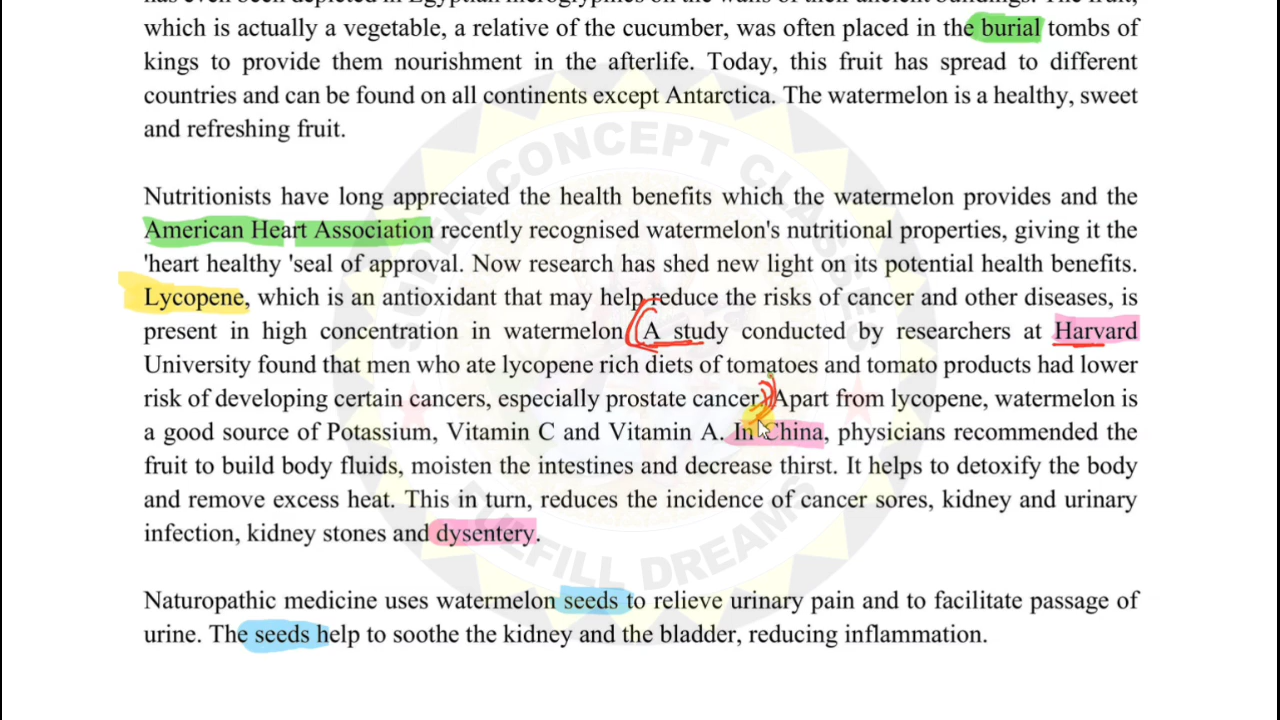 which is actually a vegetable, a relative of the cucumber, was often placed in the burial tombs of
kings to provide them nourishment in the afterlife. Today, this fruit has spread to different
countries and can be found on all continents except Antarctica. The watermelon is a healthy, sweet
and refreshing fruit.
Nutritionists have long appreciated the health benefits which the watermelon provides and the
American Heart Association recently recognised watermelon's nutritional properties, giving it the
'heart healthy 'seal of approval. Now research has shed new light on its potential health benefits.
Lycopene, which is an antioxidant that may help reduce the risks of cancer and other diseases, is
present in high concentration in watermelon. A study conducted by researchers at Harvard
University found that men who ate lycopene rich diets of tomatoes and tomato products had lower
risk of developing certain cancers, especially prostate cancer. Apart from lycopene, watermelon is
a good source of Potassium, Vitamin C and Vitamin A. In China, physicians recommended the
fruit to build body fluids, moisten the intestines and decrease thirst. It helps to detoxify the body
and remove excess heat. This in turn, reduces the incidence of cancer sores, kidney and urinary
infection, kidney stones and dysentery.
Naturopathic medicine uses watermelon seeds to relieve urinary pain and to facilitate passage of
urine. The seeds help to soothe the kidney and the bladder, reducing inflammation.